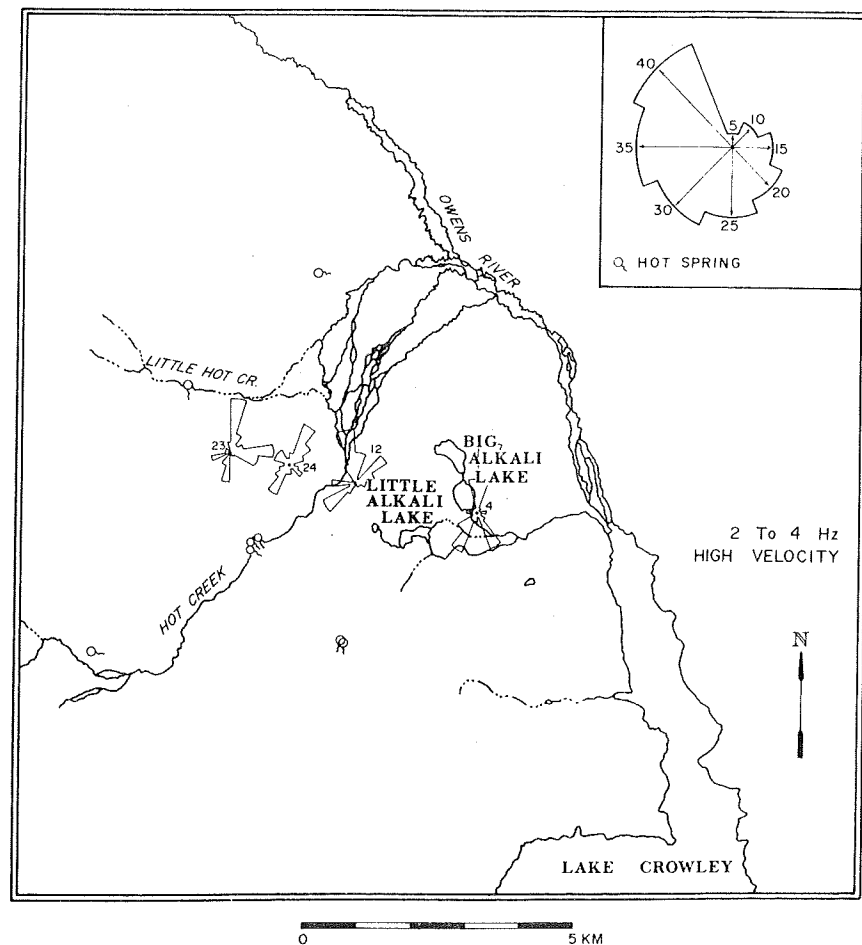 40
5
10
35
15
20
30
25
HOT SPRING
OWENS
RIVER
LITTLE HOT CR.
23
24
12
BIG
ALKALI
LAKE
LITTLE
ALKALI
LAKE
4
2 To 4 Hz
HIGH VELOCITY
HOT CREEK
N
LAKE CROWLEY
0
5 KM